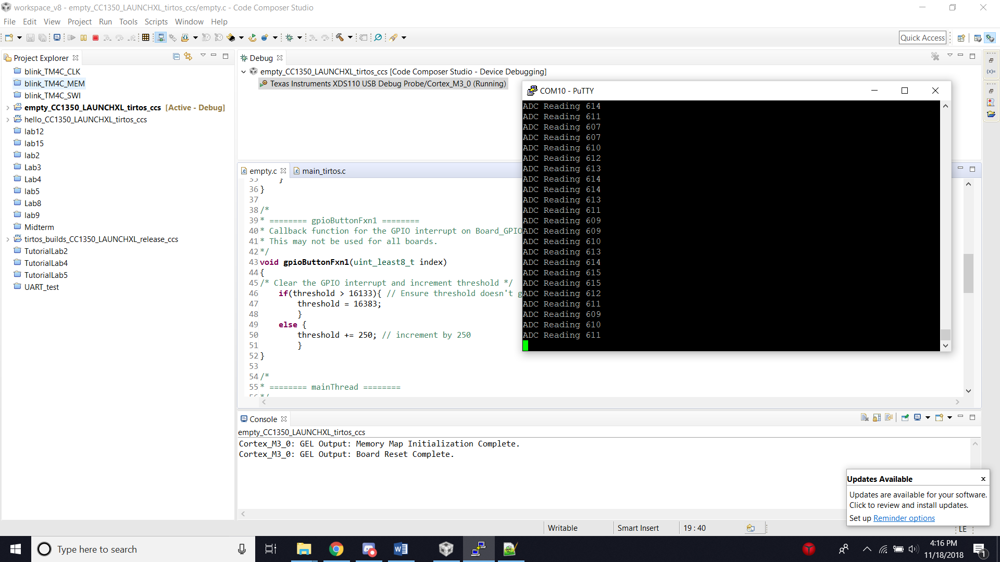 workspace_v8 - empty_CC1350_LAUNCHXL_tirtos_ccs/empty.c - Code Composer Studio
File Edit View Project Run Tools Scripts Window Help
Quick Access
Project Explorer
blink_TM4C_CLK
blink_TM4C_MEM
blink_TM4C_SWI
empty_CC1350_LAUNCHXL_tirtos_ccs [Active - Debug]
hello_CC1350_LAUNCHXL_tirtos_ccs
lab12
lab15
lab2
Lab3
Lab4
lab5
Lab8
lab9
Midterm
tirtos_builds_CC1350_LAUNCHXL_release_ccs
TutorialLab2
TutorialLab4
TutorialLab5
UART_test
Debug
empty_CC1350_LAUNCHXL_tirtos_ccs [Code Composer Studio - Device Debugging]
Texas Instruments XDS110 USB Debug Probe/Cortex_M3_0 (Running)
empty.c main_tirtos.c
35 }
36 }
37
38 /*
39 * ======== gpioButtonFxn1 ========
40 * Callback function for the GPIO interrupt on Board_GPIO
41 * This may not be used for all boards.
42 */
43 void gpioButtonFxn1(uint_least8_t index)
44 {
45 /* Clear the GPIO interrupt and increment threshold */
46 if(threshold > 16133){ // Ensure threshold doesn't g
47 threshold = 16383;
48 }
49 else {
50 threshold += 250; // increment by 250
51 }
52 }
53
54 /*
55 * ======== mainThread ========
56 */
COM10 - PuTTY
ADC Reading 614
ADC Reading 611
ADC Reading 607
ADC Reading 607
ADC Reading 610
ADC Reading 612
ADC Reading 613
ADC Reading 614
ADC Reading 614
ADC Reading 613
ADC Reading 611
ADC Reading 609
ADC Reading 609
ADC Reading 610
ADC Reading 613
ADC Reading 614
ADC Reading 615
ADC Reading 615
ADC Reading 612
ADC Reading 611
ADC Reading 609
ADC Reading 610
ADC Reading 611
Console
empty_CC1350_LAUNCHXL_tirtos_ccs
Cortex_M3_0: GEL Output: Memory Map Initialization Complete.
Cortex_M3_0: GEL Output: Board Reset Complete.
Updates Available x
Updates are available for your software.
Click to review and install updates.
Set up Reminder options
Writable Smart Insert 19 : 40 LE
Type here to search
4:16 PM
11/18/2018
1